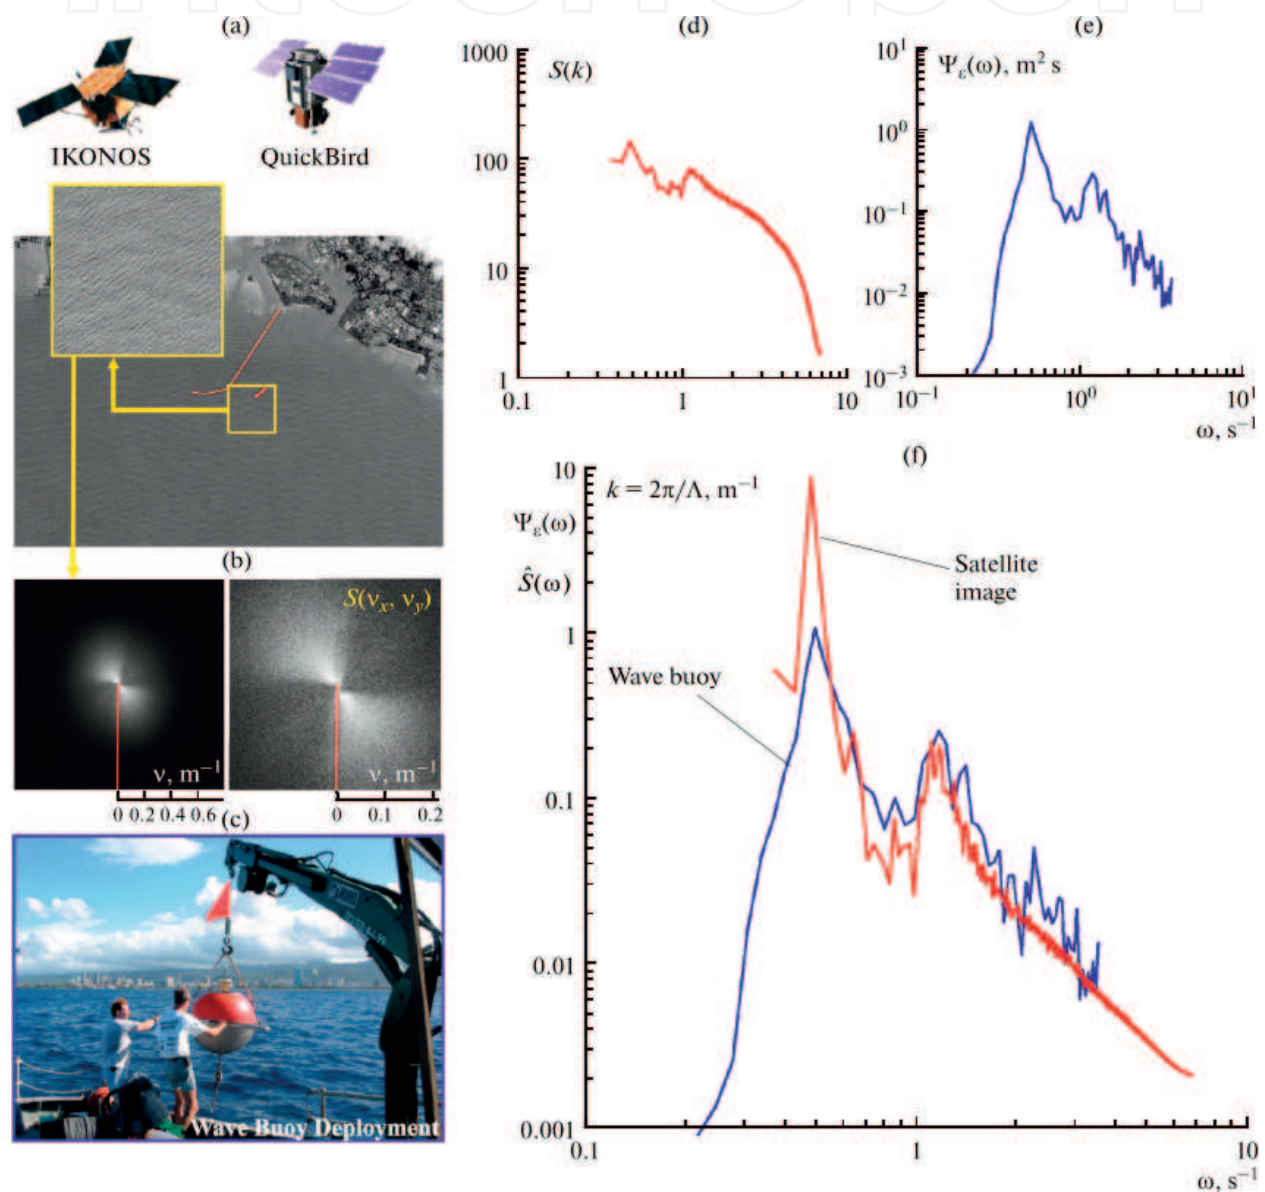 (a)
IKONOS
QuickBird
(b)
S(νx, νy)
ν, m⁻¹
ν, m⁻¹
0 0.2 0.4 0.6
0 0.1 0.2
(c)
Wave Buoy Deployment
(d)
S(k)
1000
100
10
1
0.1 1 10
(e)
Ψε(ω), m² s
10¹
10⁰
10⁻¹
10⁻²
10⁻³
10⁻¹ 10⁰ 10¹
ω, s⁻¹
(f)
k = 2π/Λ, m⁻¹
Ψε(ω)
Ŝ(ω)
10
1
0.1
0.01
0.001
Satellite
image
Wave buoy
0.1 1 10
ω, s⁻¹